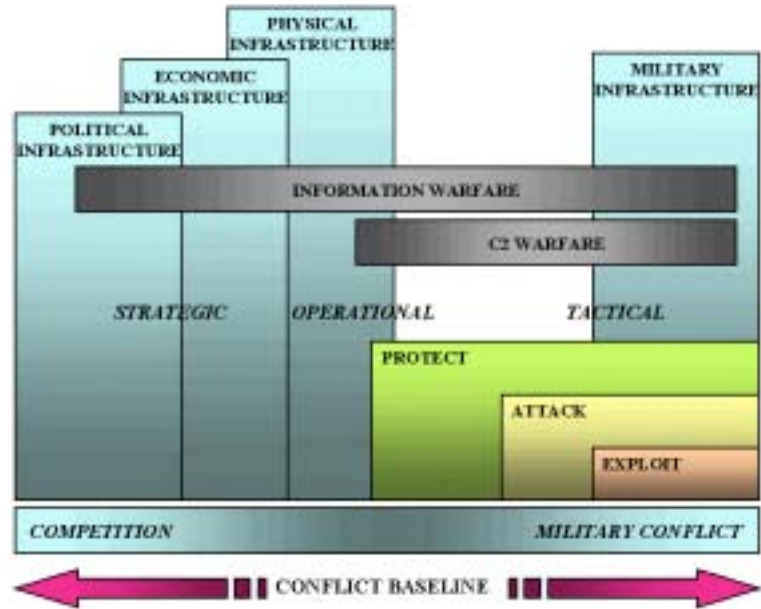 PHYSICAL
INFRASTRUCTURE
ECONOMIC
INFRASTRUCTURE
MILITARY
INFRASTRUCTURE
POLITICAL
INFRASTRUCTURE
INFORMATION WARFARE
C2 WARFARE
STRATEGIC
OPERATIONAL
TACTICAL
PROTECT
ATTACK
EXPLOIT
COMPETITION
MILITARY CONFLICT
CONFLICT BASELINE